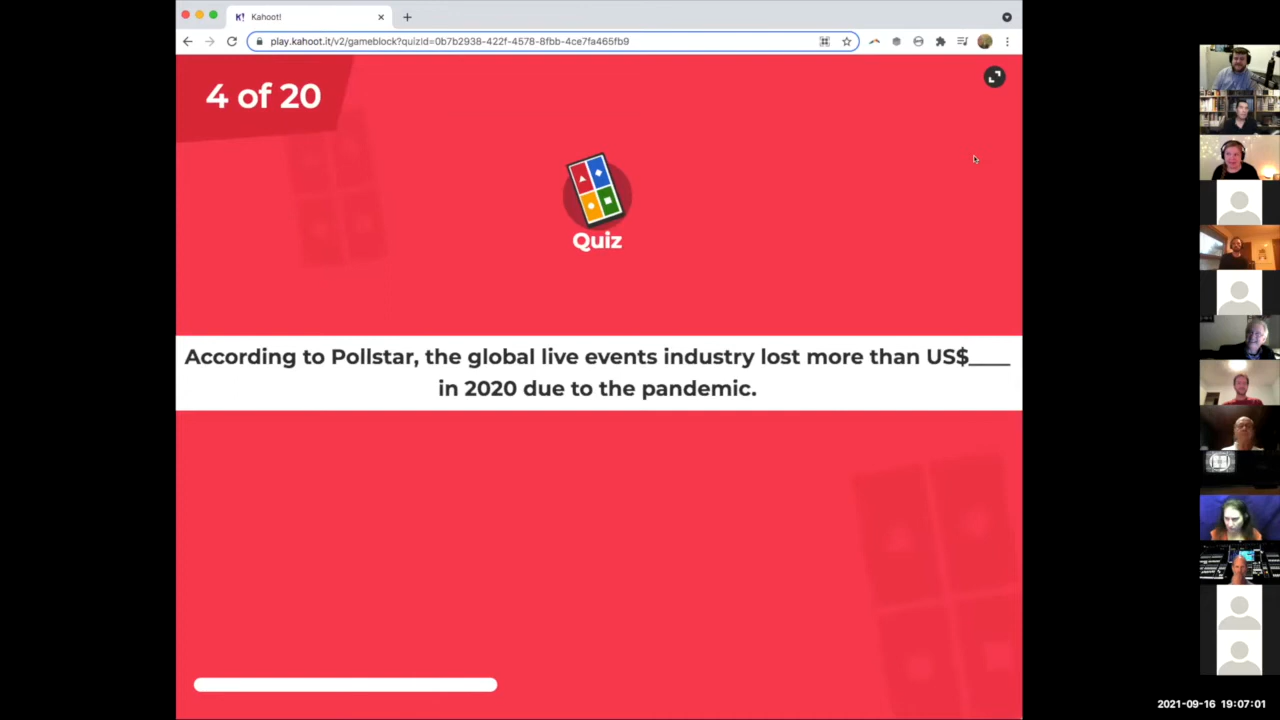 K! Kahoot!
play.kahoot.it/v2/gameblock?quizid=0b7b2938-422f-4578-8fbb-4ce7fa465fb9
4 of 20
Quiz
According to Pollstar, the global live events industry lost more than US$____
in 2020 due to the pandemic.
2021-09-16 19:07:01